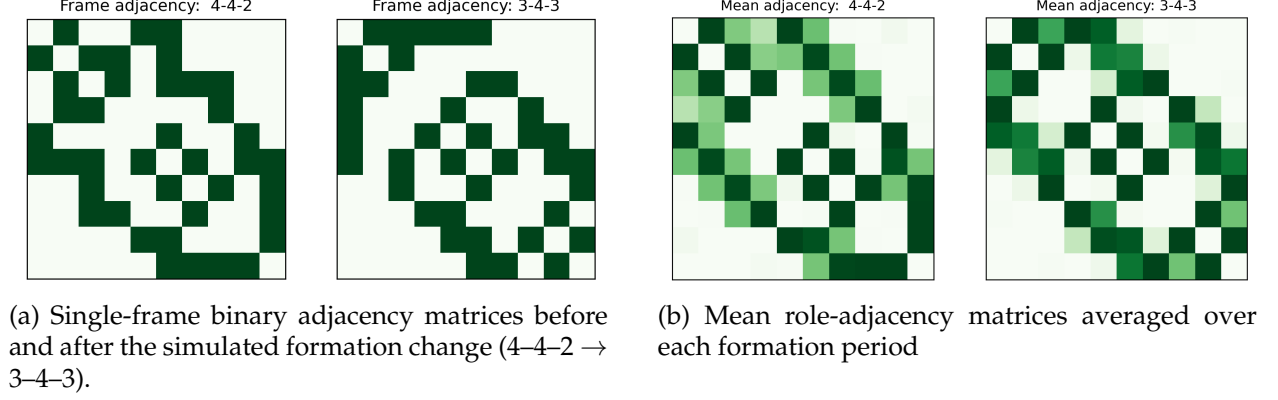 Frame adjacency:  4-4-2
Frame adjacency: 3-4-3
Mean adjacency:  4-4-2
Mean adjacency: 3-4-3
(a) Single-frame binary adjacency matrices before
and after the simulated formation change (4–4–2 →
3–4–3).
(b) Mean role-adjacency matrices averaged over
each formation period